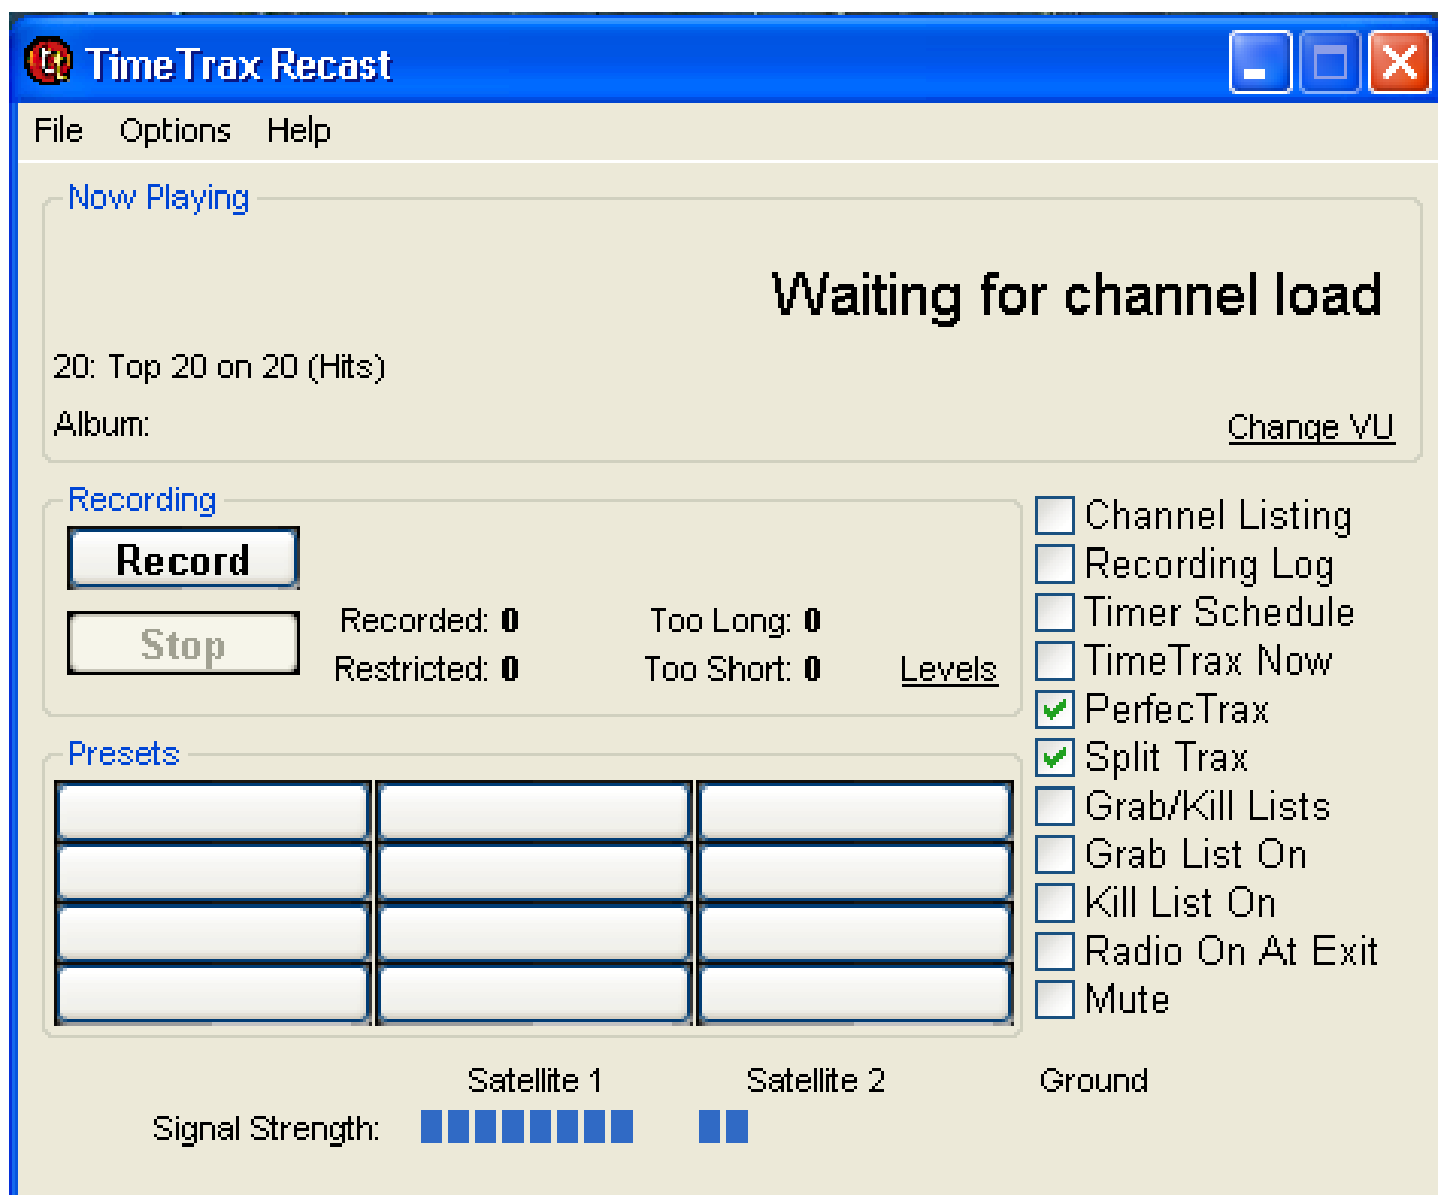 TimeTrax Recast
File Options Help
Now Playing
Waiting for channel load
20: Top 20 on 20 (Hits)
Album:
Change VU
Recording
Record
Stop
Recorded: 0 Too Long: 0
Restricted: 0 Too Short: 0 Levels
Channel Listing
Recording Log
Timer Schedule
TimeTrax Now
PerfecTrax
Split Trax
Grab/Kill Lists
Grab List On
Kill List On
Radio On At Exit
Mute
Presets
Satellite 1 Satellite 2 Ground
Signal Strength: